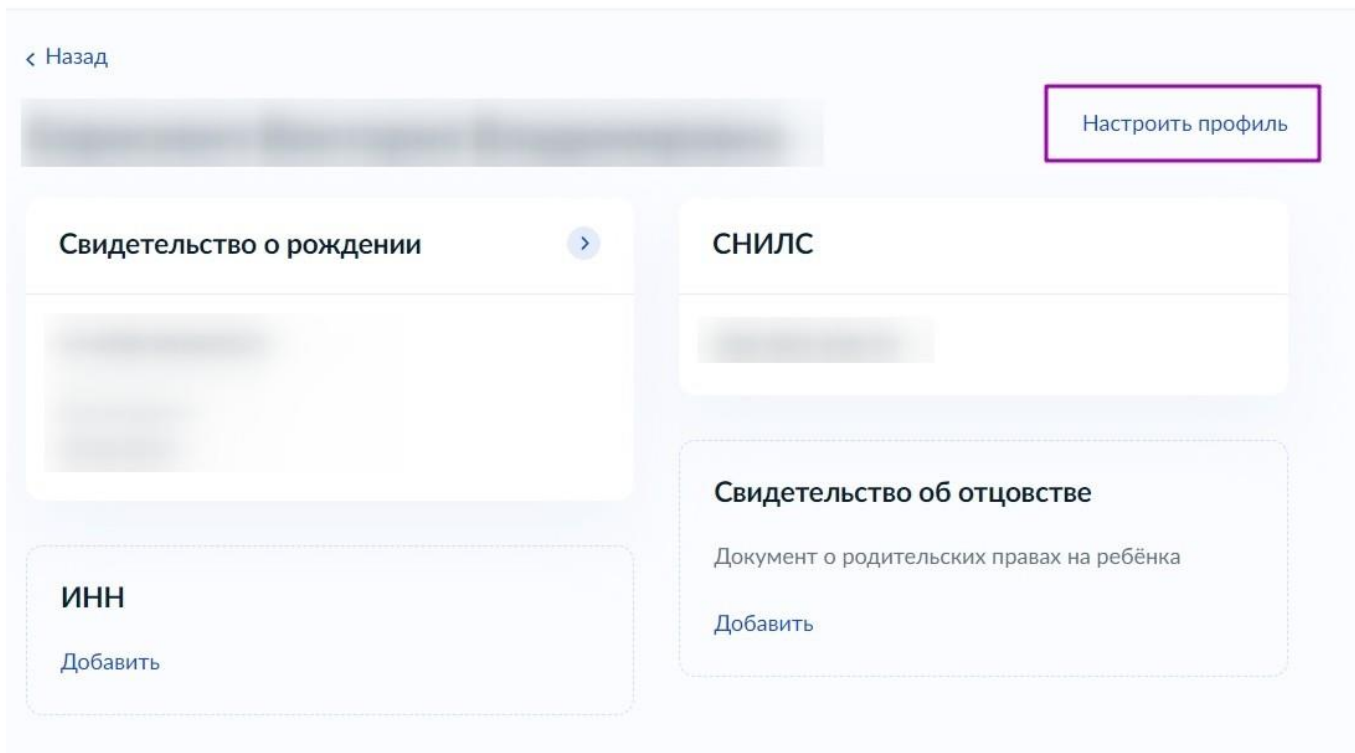 Назад
Настроить профиль
Свидетельство о рождении
СНИЛС
Свидетельство об отцовстве
Документ о родительских правах на ребёнка
Добавить
ИНН
Добавить